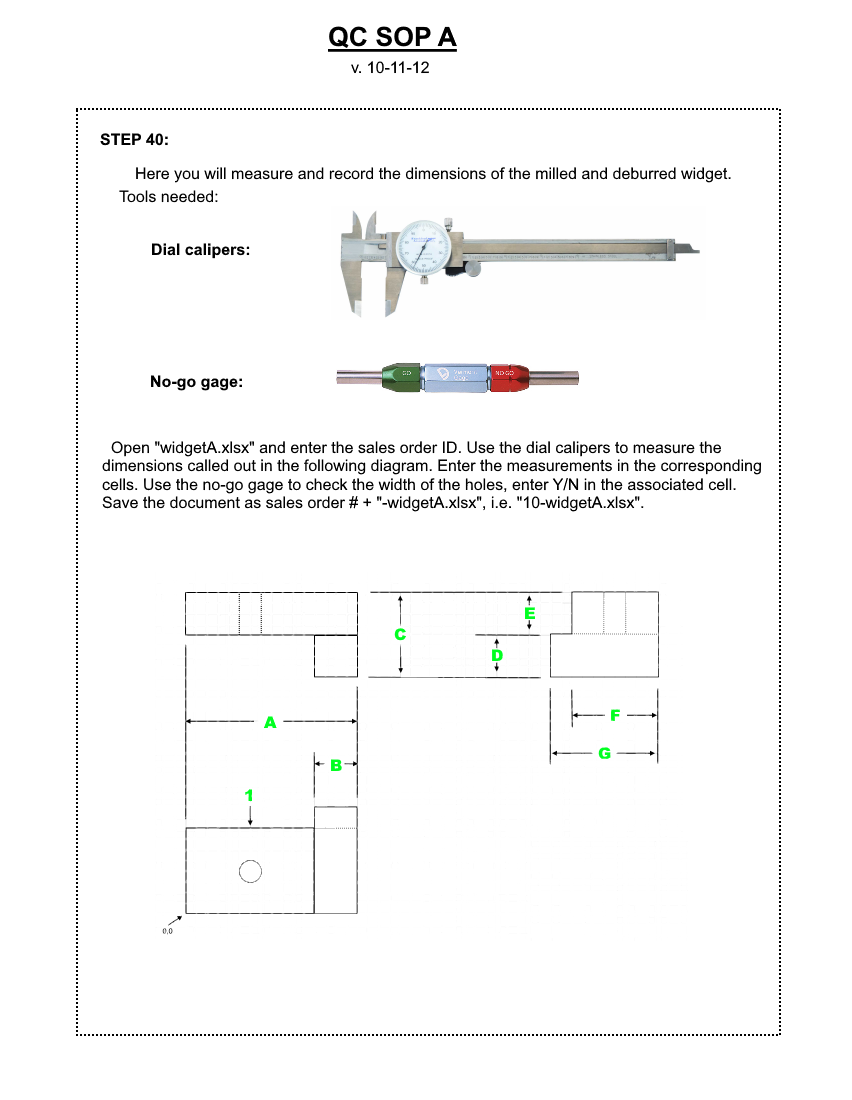 QC SOP A
v. 10-11-12
STEP 40:
Here you will measure and record the dimensions of the milled and deburred widget.
Tools needed:
Dial calipers:
No-go gage:
GO
NO GO
Open "widgetA.xlsx" and enter the sales order ID. Use the dial calipers to measure the
dimensions called out in the following diagram. Enter the measurements in the corresponding
cells. Use the no-go gage to check the width of the holes, enter Y/N in the associated cell.
Save the document as sales order # + "-widgetA.xlsx", i.e. "10-widgetA.xlsx".
E
C
D
A
F
G
B
1
0,0